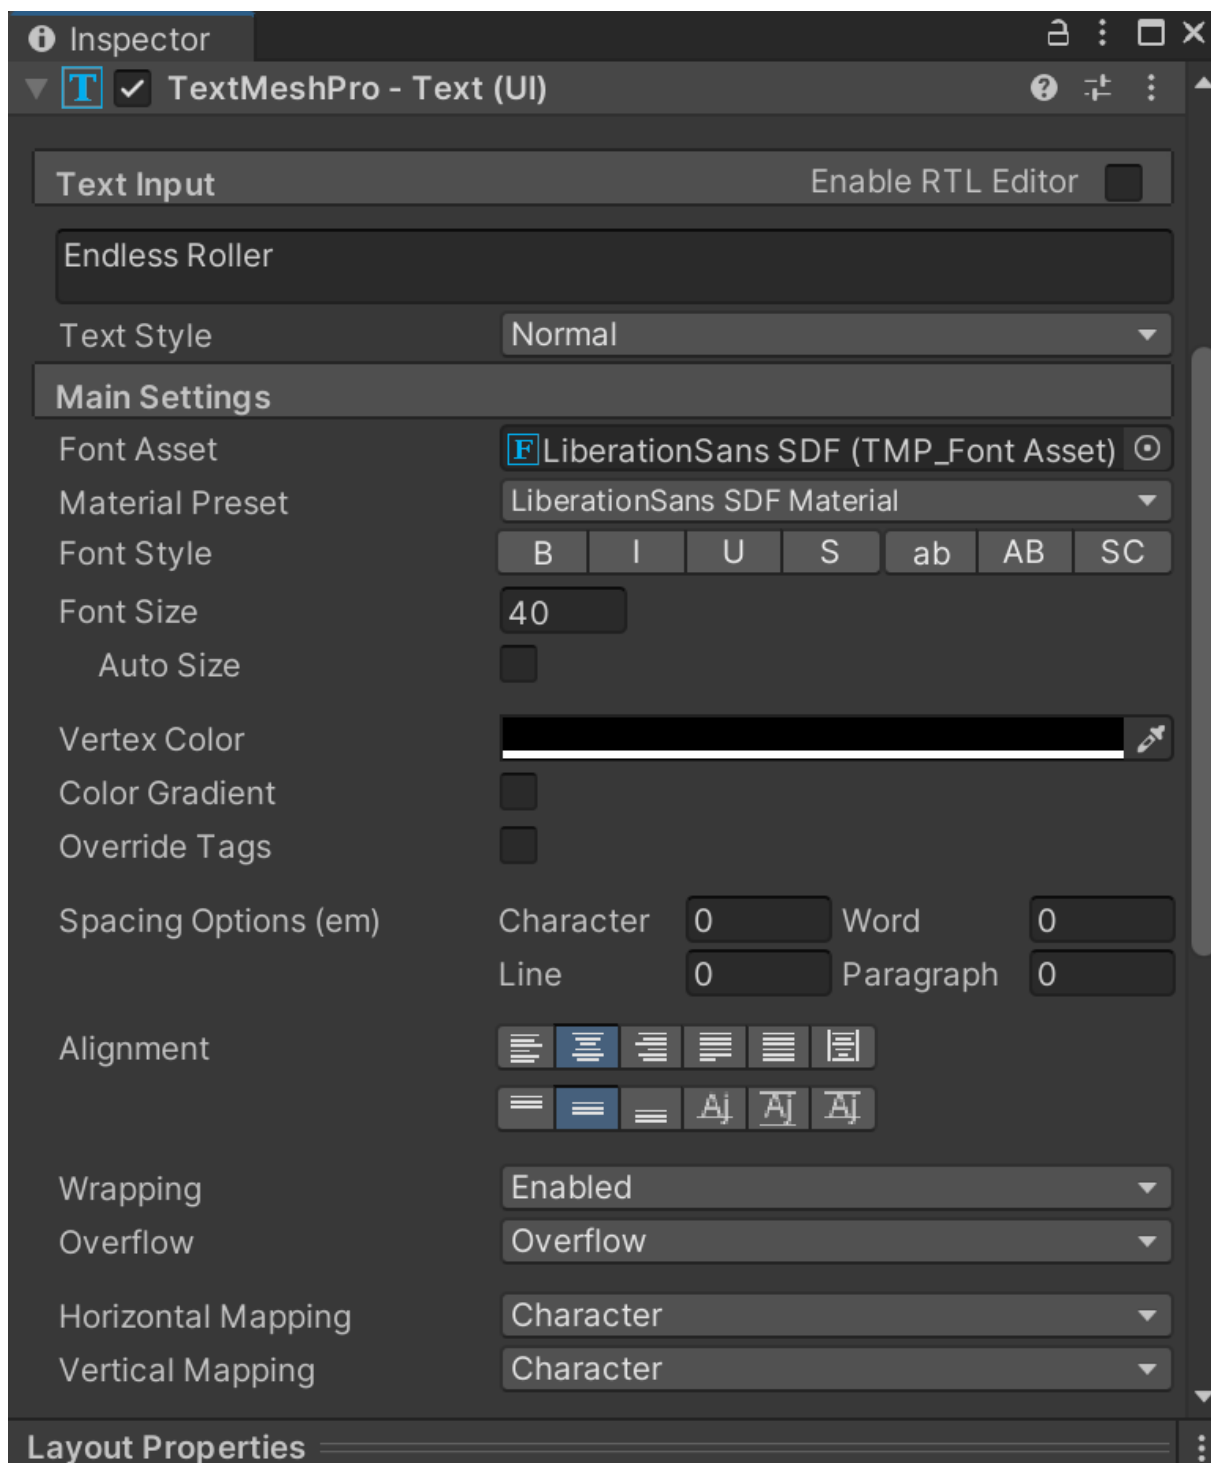 Inspector
T TextMeshPro - Text (UI)
Text Input Enable RTL Editor
Endless Roller
Text Style Normal
Main Settings
Font Asset F LiberationSans SDF (TMP_Font Asset)
Material Preset LiberationSans SDF Material
Font Style B I U S ab AB SC
Font Size 40
Auto Size
Vertex Color
Color Gradient
Override Tags
Spacing Options (em) Character 0 Word 0
Line 0 Paragraph 0
Alignment
Aj Aj Aj
Wrapping Enabled
Overflow Overflow
Horizontal Mapping Character
Vertical Mapping Character
Layout Properties